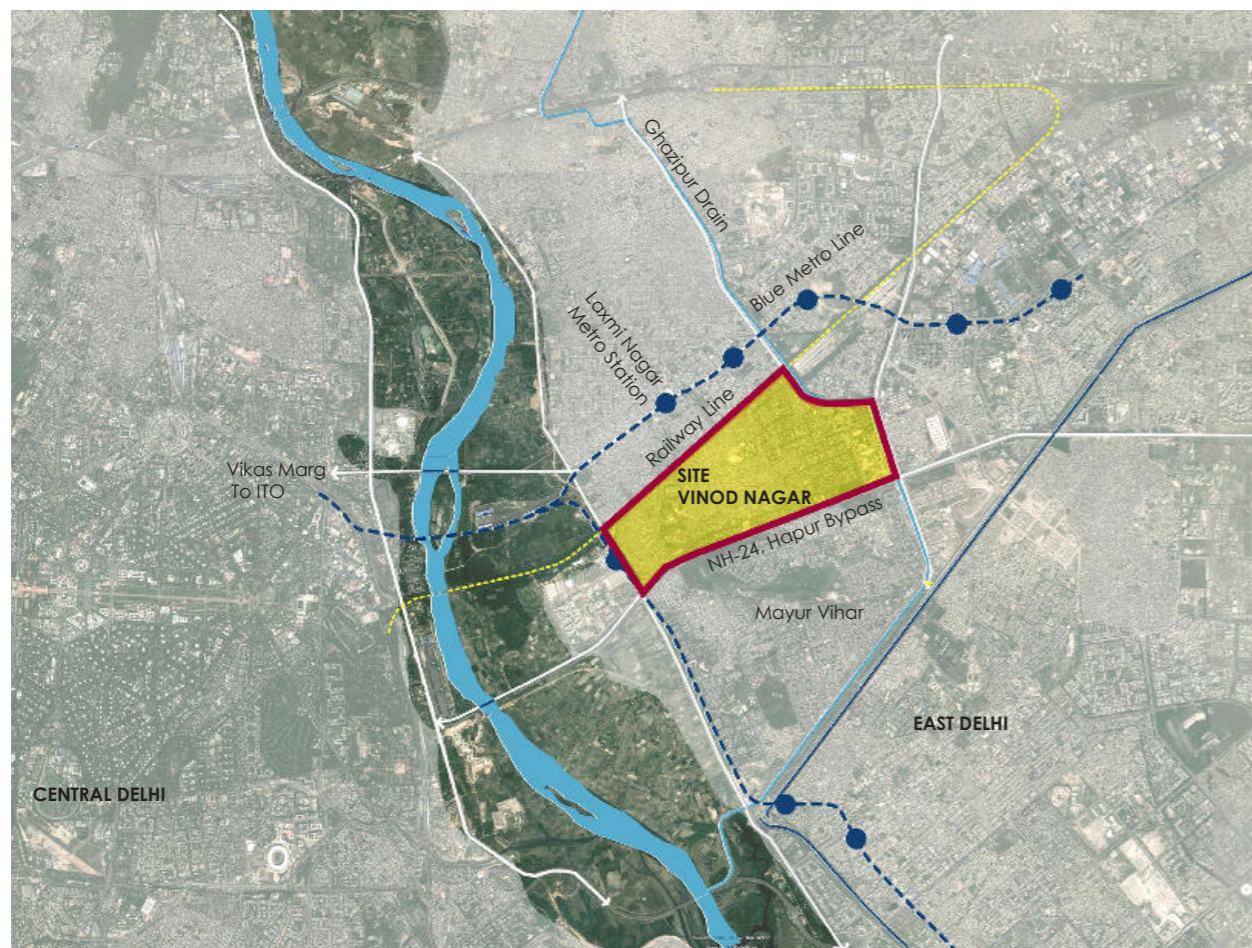 Ghazipur Drain
Blue Metro Line
Laxmi Nagar
Metro Station
Railway Line
Vikas Marg
To ITO
SITE
VINOD NAGAR
NH-24, Hapur Bypass
Mayur Vihar
EAST DELHI
CENTRAL DELHI